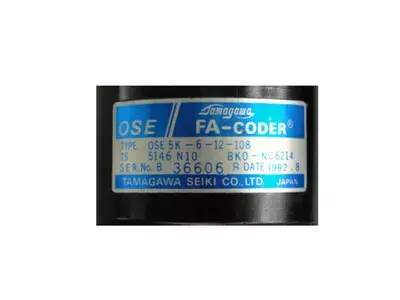 Tamagawa
OSE FA-CODER®
TYPE OSE 5K-6-12-108
TS 5146 N10 BKO-NC6214
SER.No.B 36606 R DATE 1992.8
TAMAGAWA SEIKI CO.,LTD. JAPAN